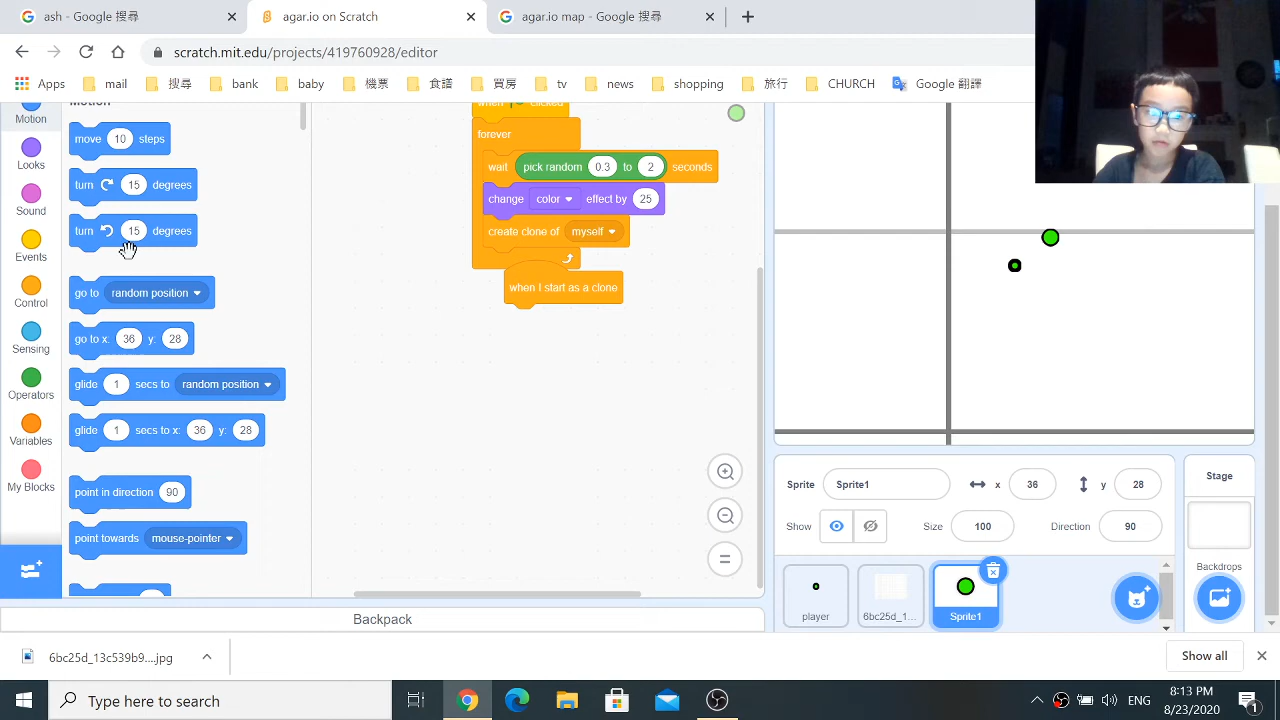 ash - Google 搜尋
agar.io on Scratch
agar.io map - Google 搜尋
scratch.mit.edu/projects/419760928/editor
Apps mail 搜尋 bank baby 機票 食譜 買房 tv news shopping 旅行 CHURCH Google 翻譯
Motion
Looks
Sound
Events
Control
Sensing
Operators
Variables
My Blocks
Motion
move 10 steps
turn 15 degrees
turn 15 degrees
go to random position
go to x: 36 y: 28
glide 1 secs to random position
glide 1 secs to x: 36 y: 28
point in direction 90
point towards mouse-pointer
when clicked
forever
wait pick random 0.3 to 2 seconds
change color effect by 25
create clone of myself
when I start as a clone
Backpack
Sprite Sprite1 x 36 y 28
Show Size 100 Direction 90
player
6bc25d_1...
Sprite1
Stage
Backdrops
6bc25d_13c539b9....jpg
Show all
Type here to search
ENG
8:13 PM
8/23/2020
1